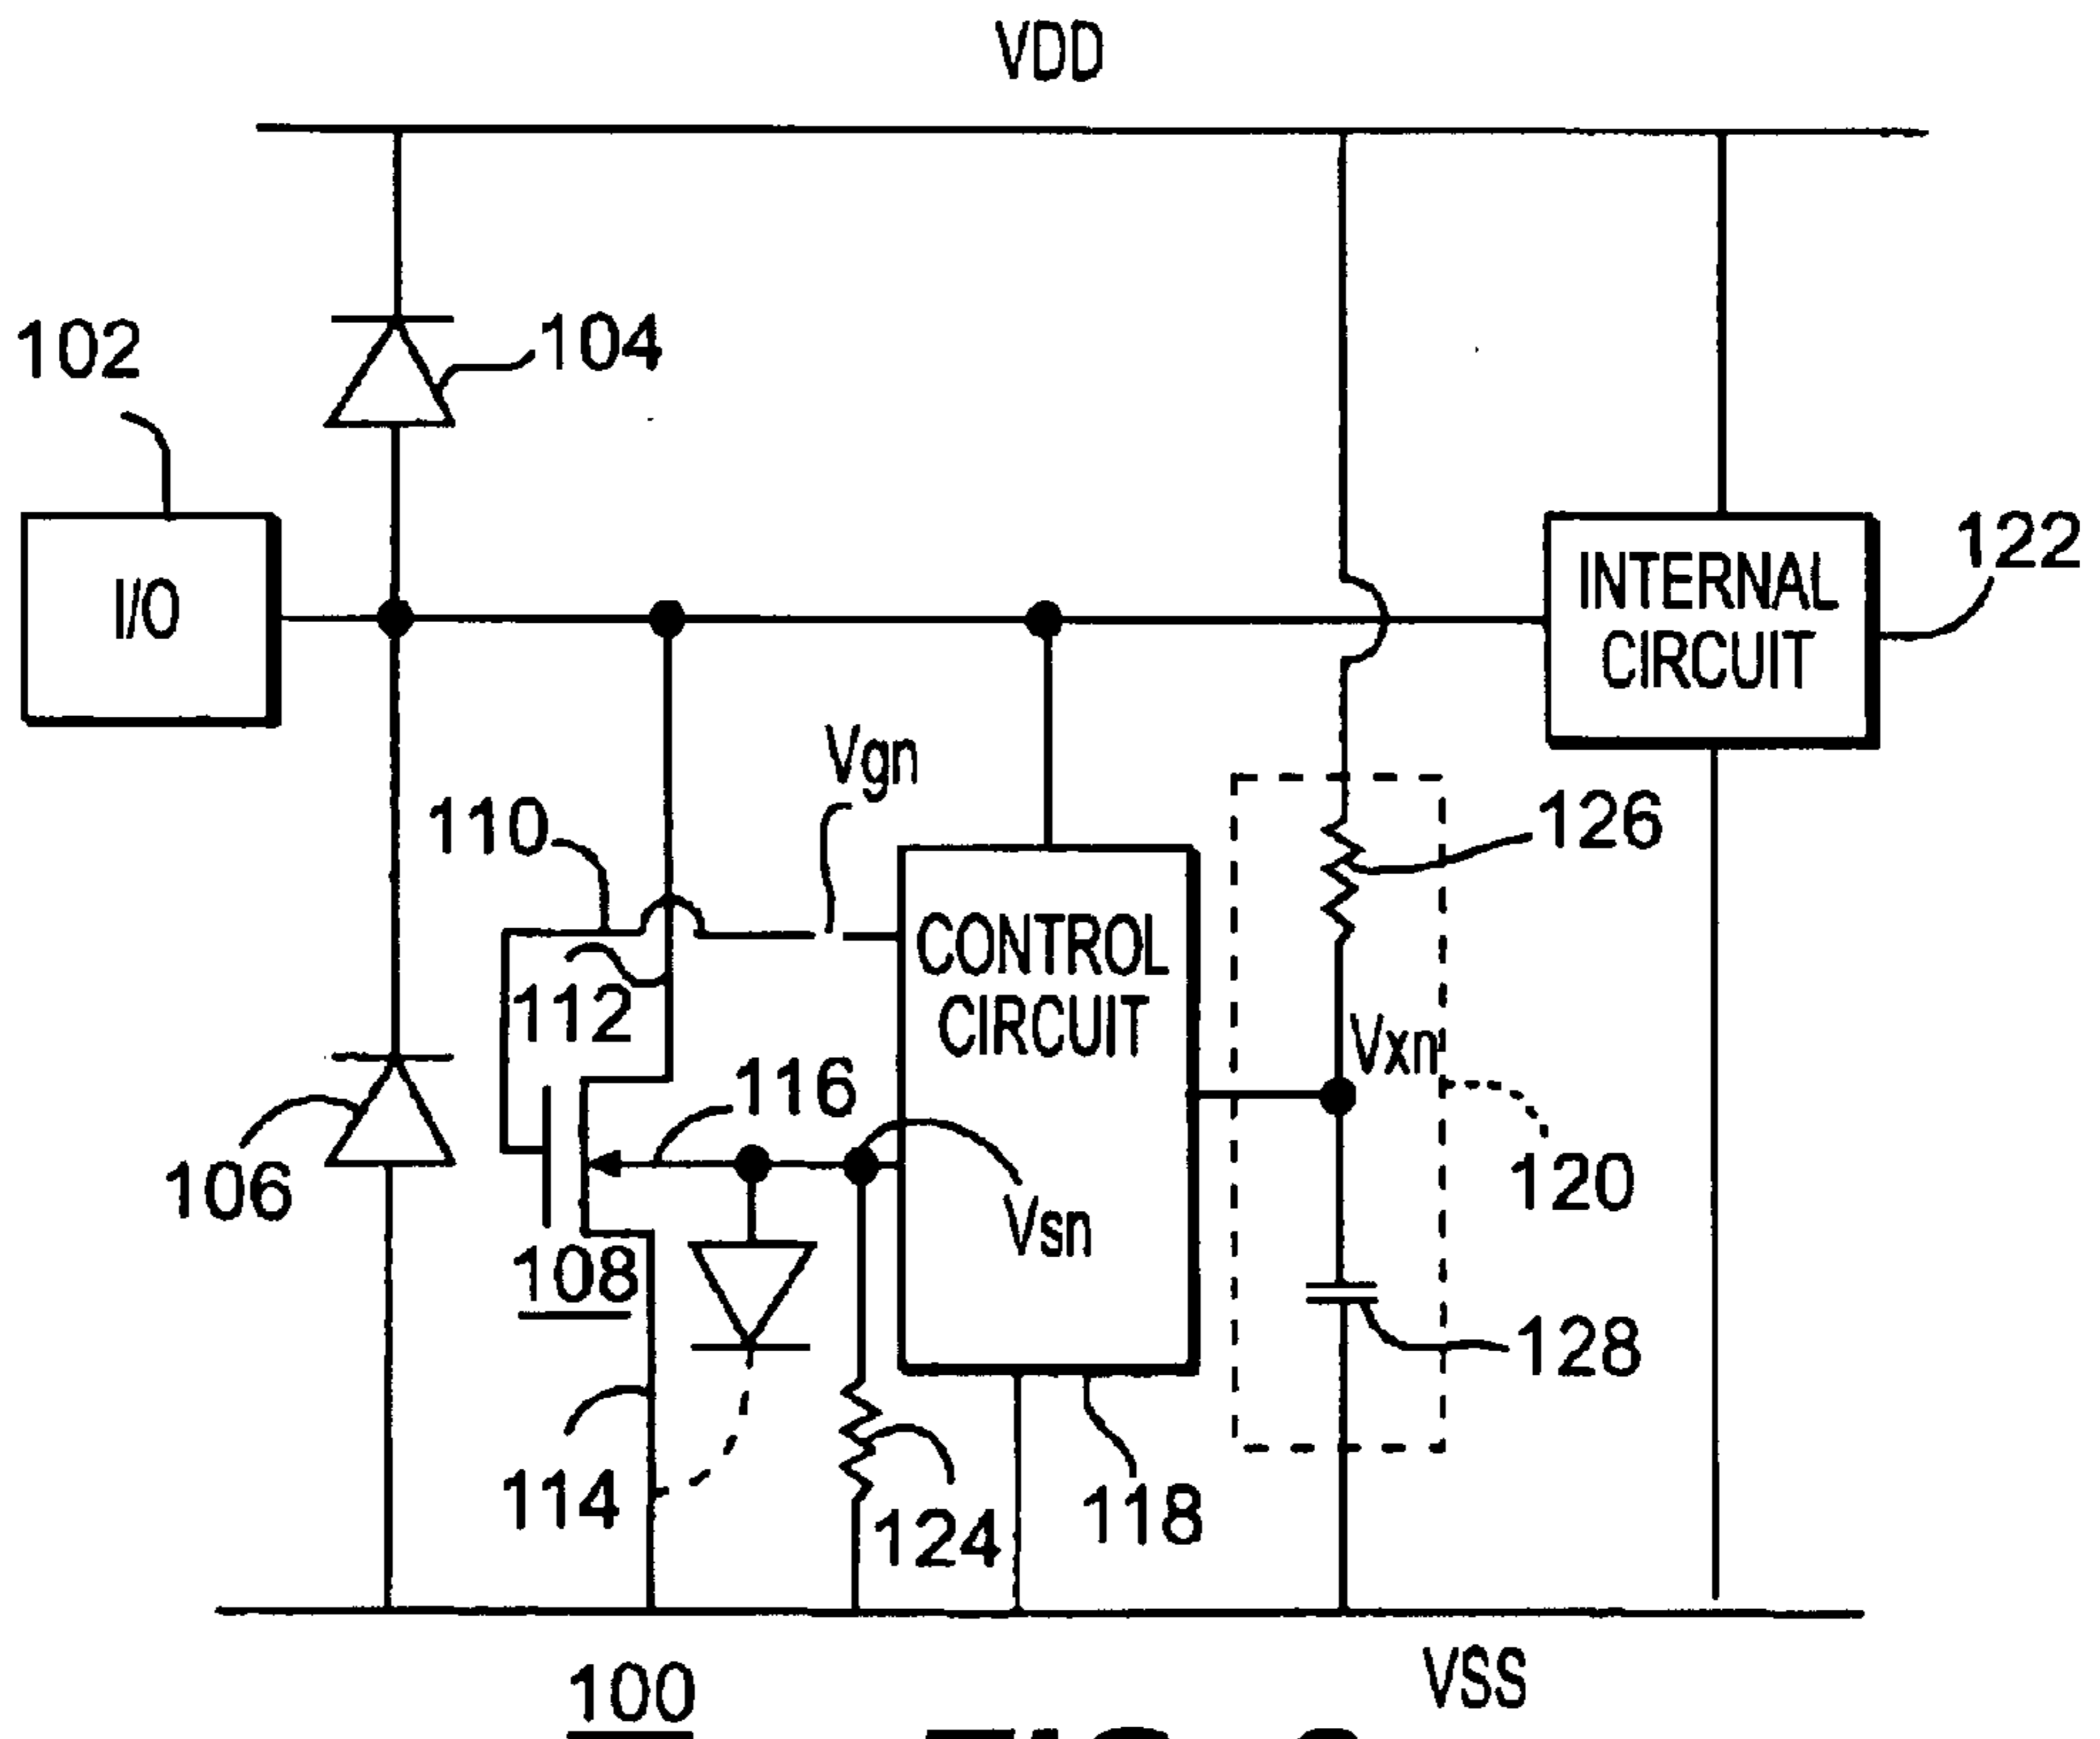 VDD
102
104
I/O
INTERNAL
CIRCUIT
122
Vgn
110
126
CONTROL
CIRCUIT
112
Vxn
116
106
120
Vsn
108
128
114
124
118
VSS
100